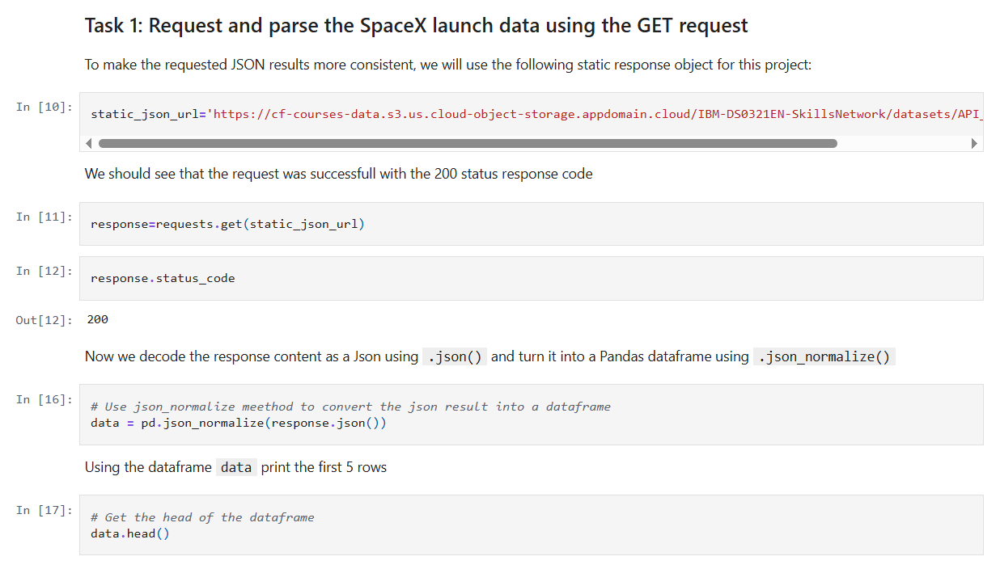 Task 1: Request and parse the SpaceX launch data using the GET request
To make the requested JSON results more consistent, we will use the following static response object for this project:
In [10]:
static_json_url='https://cf-courses-data.s3.us.cloud-object-storage.appdomain.cloud/IBM-DS0321EN-SkillsNetwork/datasets/API_
We should see that the request was successfull with the 200 status response code
In [11]:
response=requests.get(static_json_url)
In [12]:
response.status_code
Out[12]: 200
Now we decode the response content as a Json using .json() and turn it into a Pandas dataframe using .json_normalize()
In [16]:
# Use json_normalize meethod to convert the json result into a dataframe
data = pd.json_normalize(response.json())
Using the dataframe data print the first 5 rows
In [17]:
# Get the head of the dataframe
data.head()